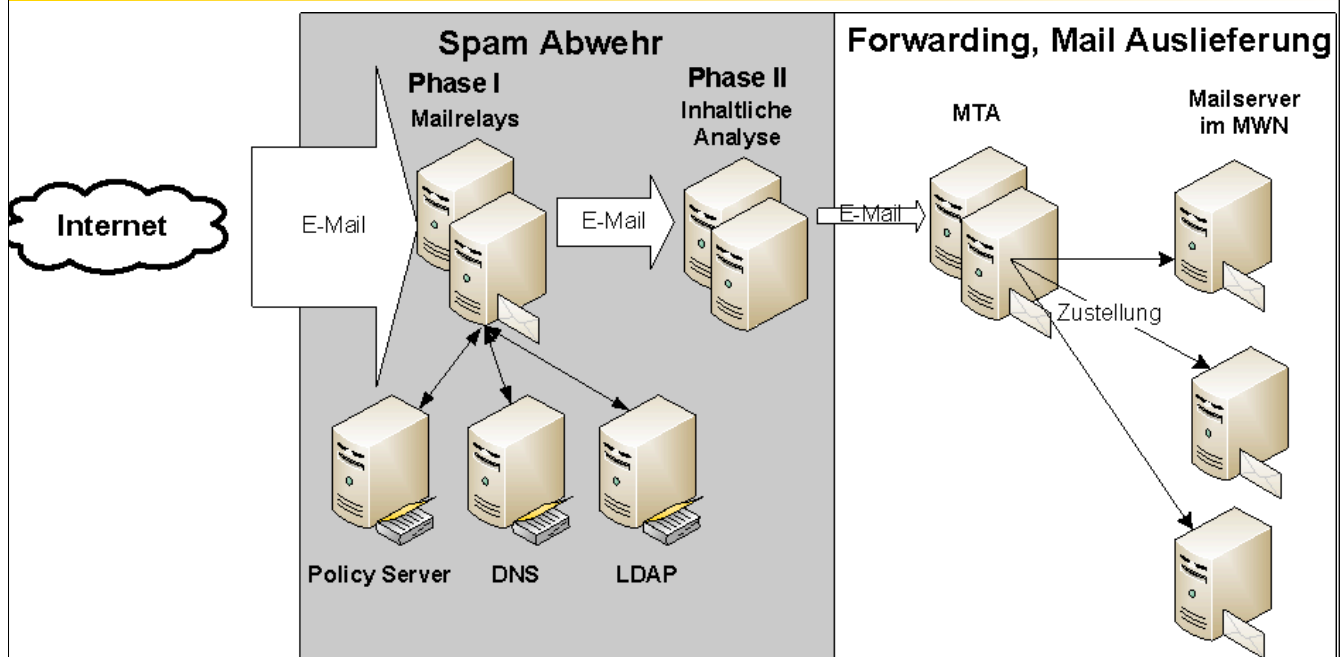 Spam Abwehr
Forwarding, Mail Auslieferung
Phase I
Mailrelays
Phase II
Inhaltliche
Analyse
MTA
Mailserver
im MWN
Internet
E-Mail
E-Mail
E-Mail
Zustellung
Policy Server
DNS
LDAP